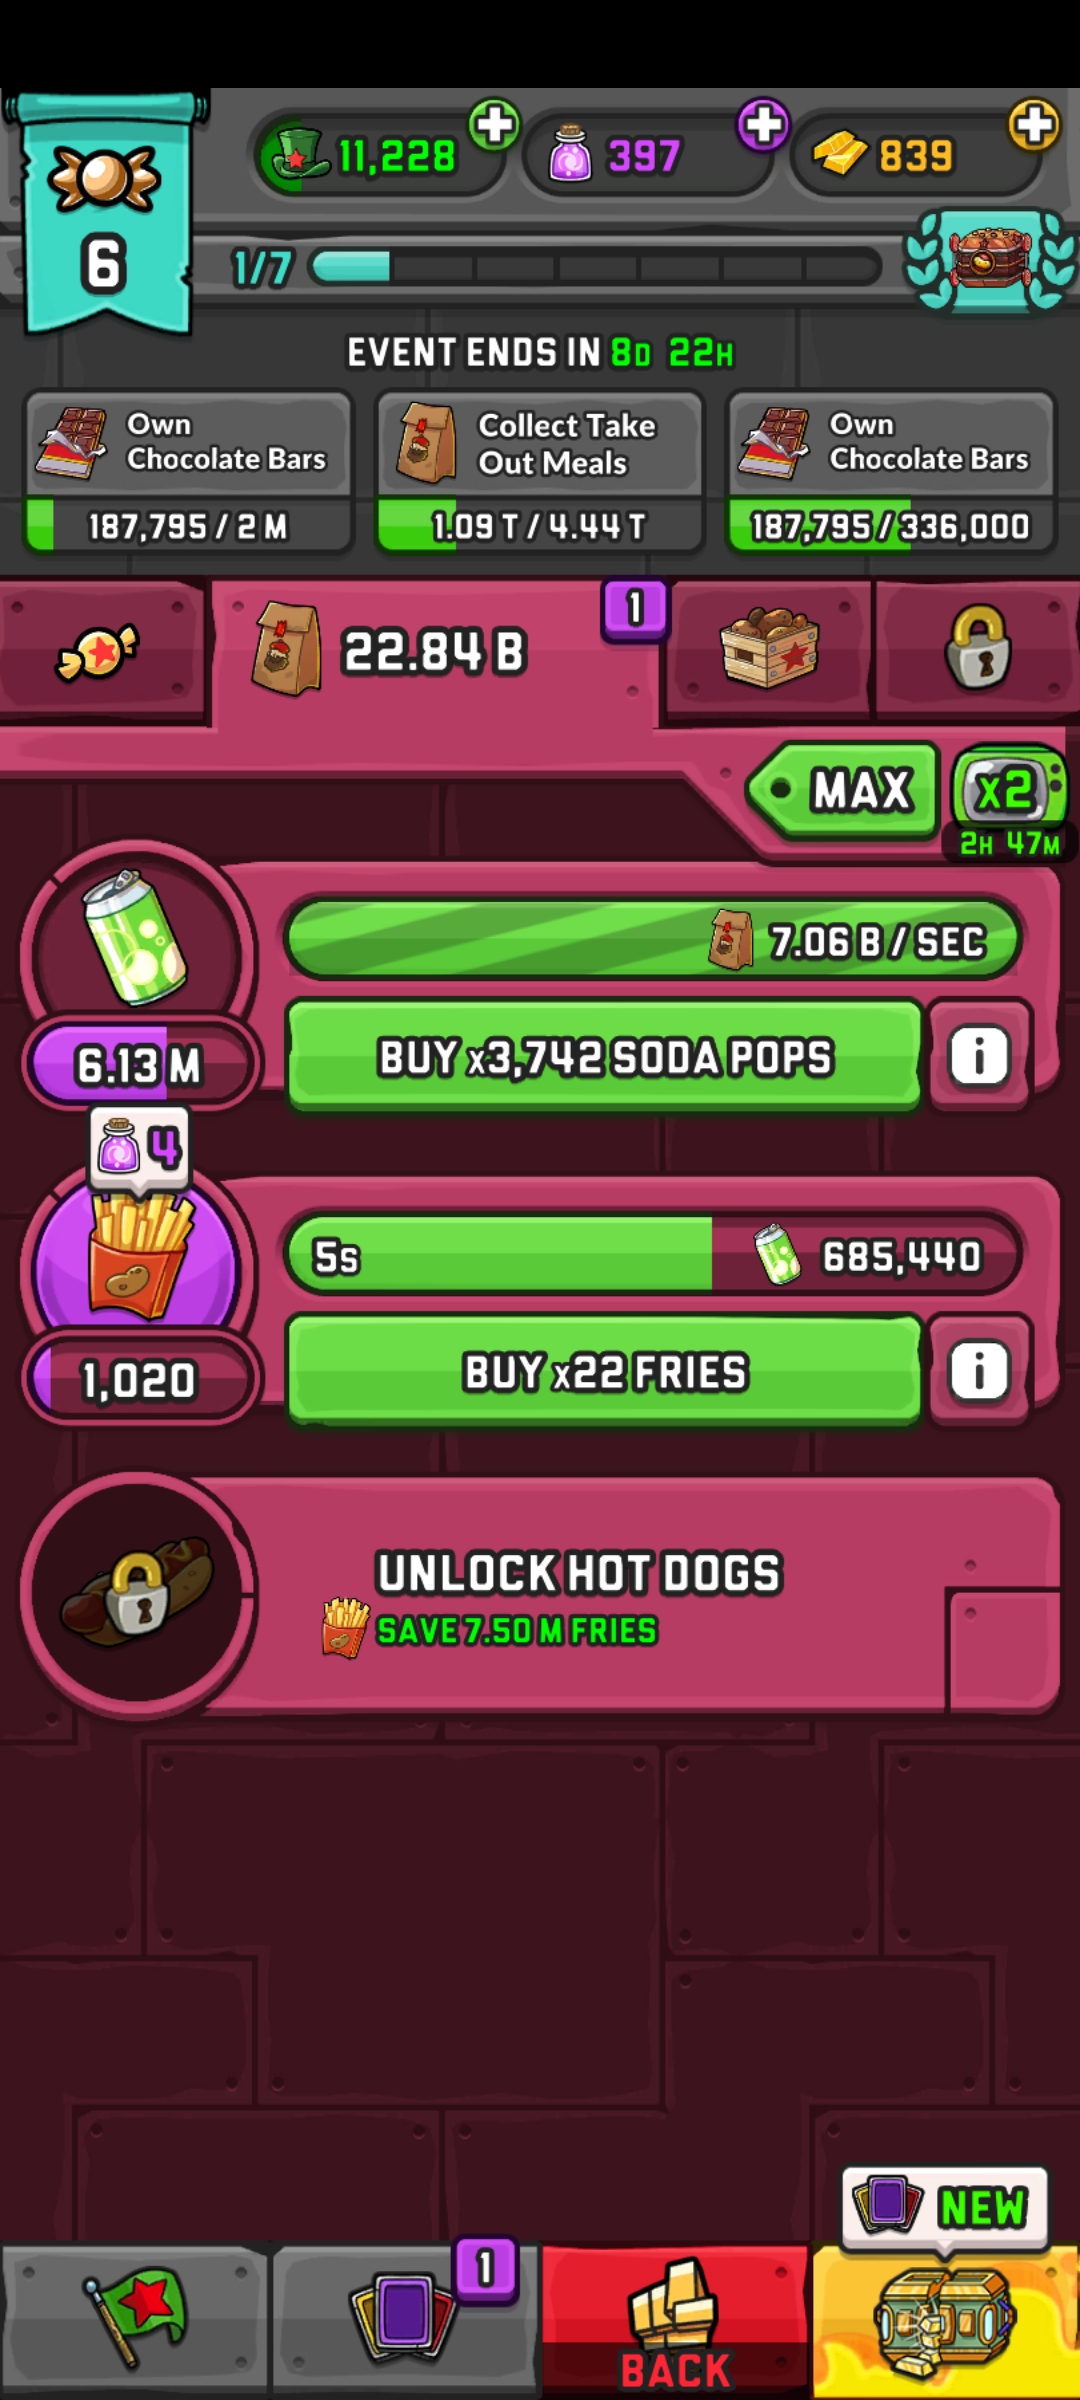 11,228
397
839
6
1/7
EVENT ENDS IN 8D 22H
Own
Chocolate Bars
187,795 / 2 M
Collect Take
Out Meals
1.09 T / 4.44 T
Own
Chocolate Bars
187,795 / 336,000
22.84 B
1
MAX
x2
2H 47M
7.06 B / SEC
6.13 M
BUY x3,742 SODA POPS
i
4
5s
685,440
1,020
BUY x22 FRIES
i
UNLOCK HOT DOGS
SAVE 7.50 M FRIES
NEW
1
BACK